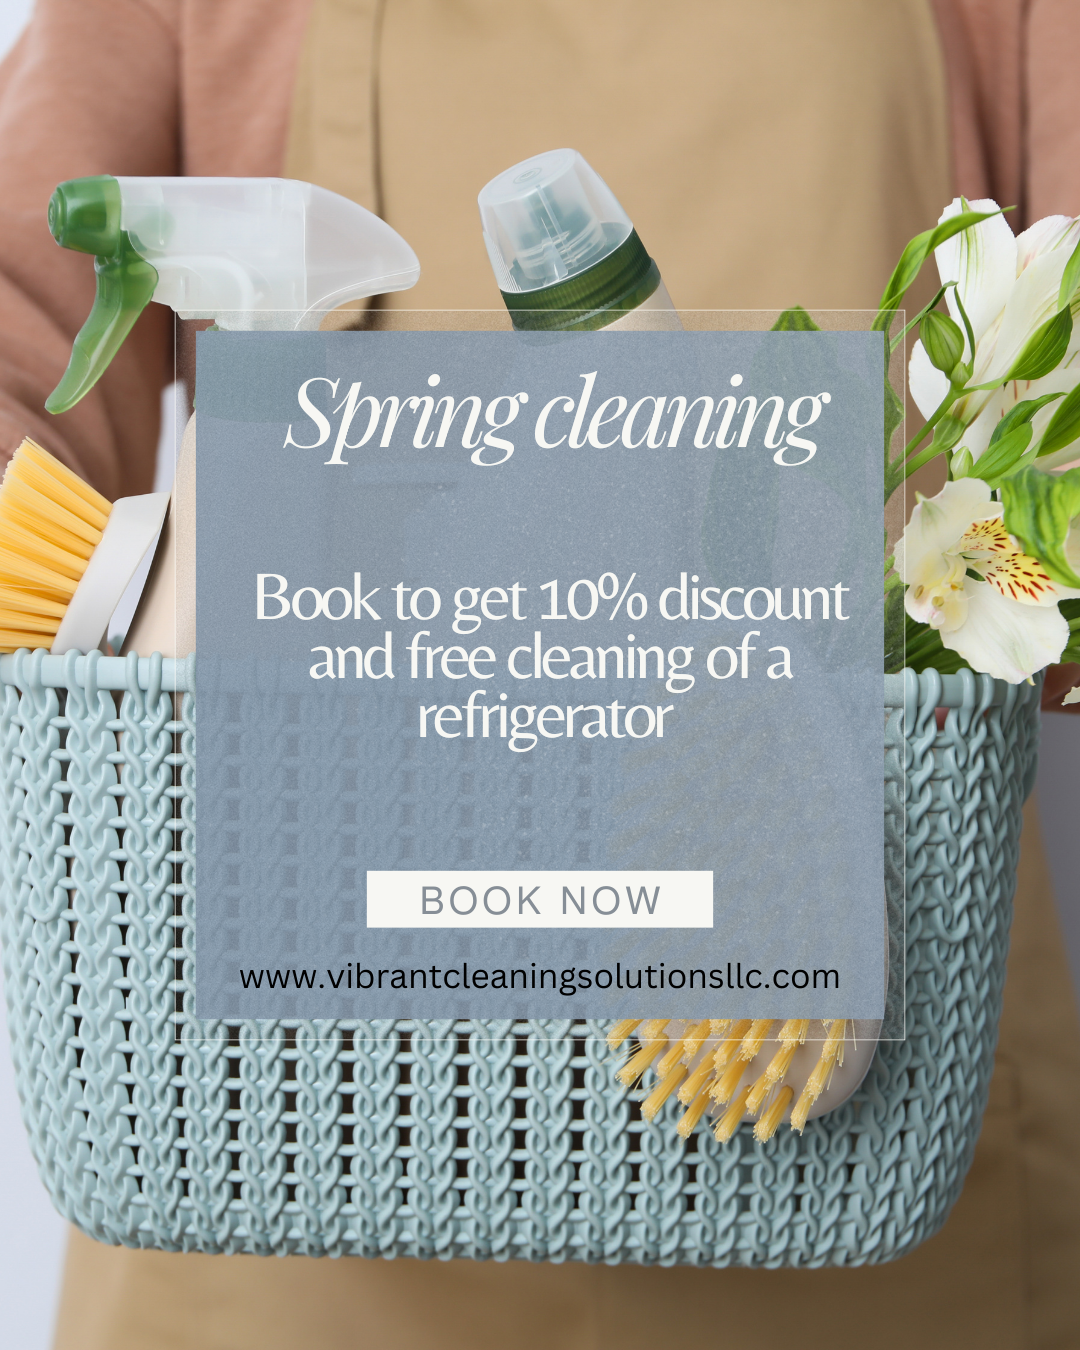 Spring cleaning
Book to get 10% discount
and free cleaning of a
refrigerator
BOOK NOW
www.vibrantcleaningsolutionsllc.com